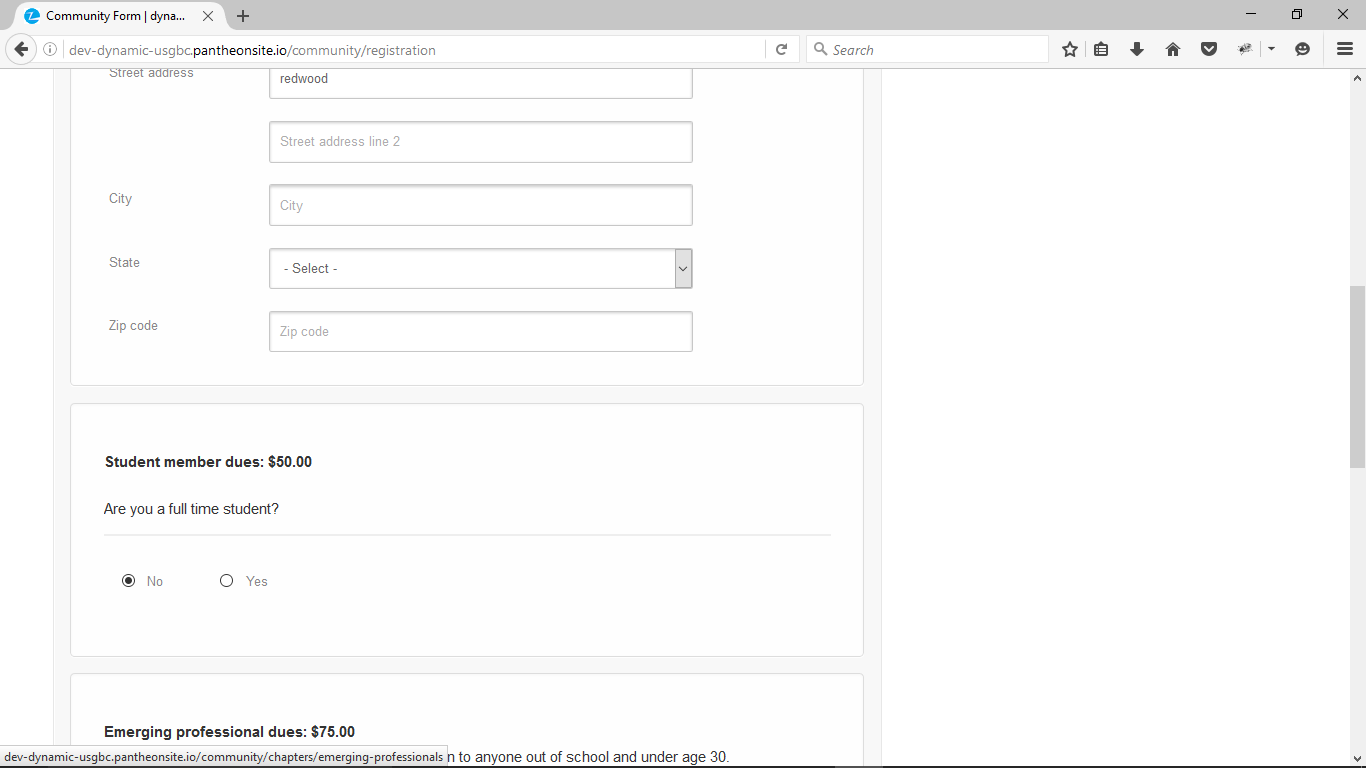 Community Form | dyna...
dev-dynamic-usgbc.pantheonsite.io/community/registration
Search
Street address
redwood
Street address line 2
City
City
State
- Select -
Zip code
Zip code
Student member dues: $50.00
Are you a full time student?
No
Yes
Emerging professional dues: $75.00
dev-dynamic-usgbc.pantheonsite.io/community/chapters/emerging-professionals
n to anyone out of school and under age 30.